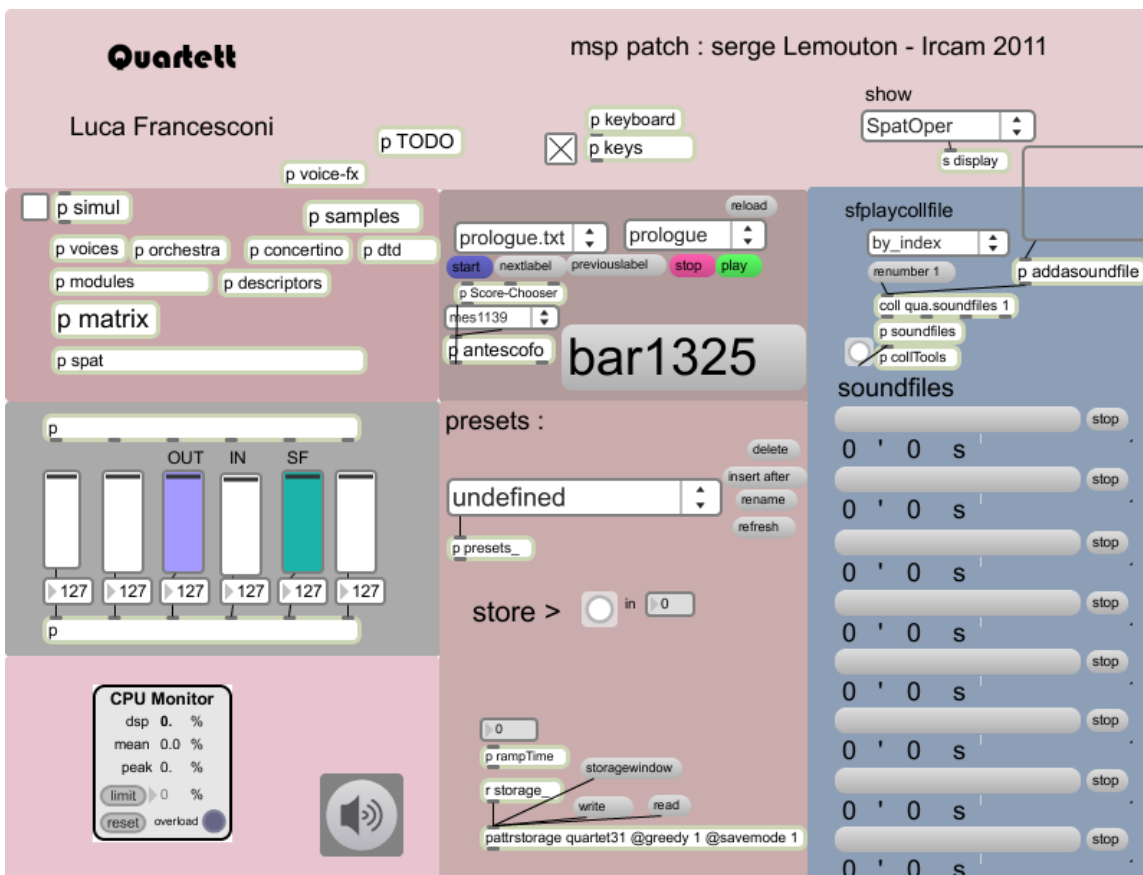 Quartett
msp patch : serge Lemouton - Ircam 2011
Luca Francesconi
p TODO
p voice-fx
p keyboard
p keys
show
SpatOper
s display
p simul
p samples
p voices
p orchestra
p concertino
p dtd
p modules
p descriptors
p matrix
p spat
reload
prologue.txt
prologue
start
nextlabel
previouslabel
stop
play
p Score-Chooser
mes1139
p antescofo
bar1325
sfplaycollfile
by_index
renumber 1
p addasoundfile
coll qua.soundfiles 1
p soundfiles
p collTools
soundfiles
stop
0 ' 0 s
stop
0 ' 0 s
stop
0 ' 0 s
stop
0 ' 0 s
stop
0 ' 0 s
stop
0 ' 0 s
stop
0 ' 0 s
stop
0 ' 0 s
p
OUT IN SF
127 127 127 127 127 127
p
presets :
delete
insert after
undefined
rename
refresh
p presets_
store > in 0
CPU Monitor
dsp 0. %
mean 0.0 %
peak 0. %
limit 0 %
reset overload
0
p rampTime
storagewindow
r storage_
write
read
pattrstorage quartet31 @greedy 1 @savemode 1